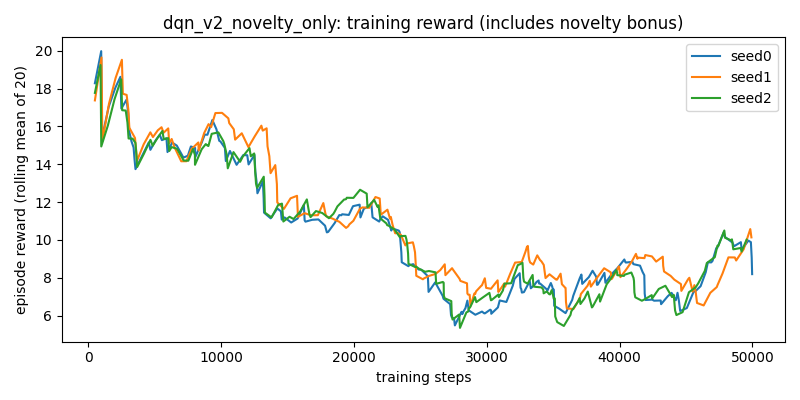 dqn_v2_novelty_only: training reward (includes novelty bonus)
episode reward (rolling mean of 20)
20
18
16
14
12
10
8
6
seed0
seed1
seed2
0
10000
20000
30000
40000
50000
training steps